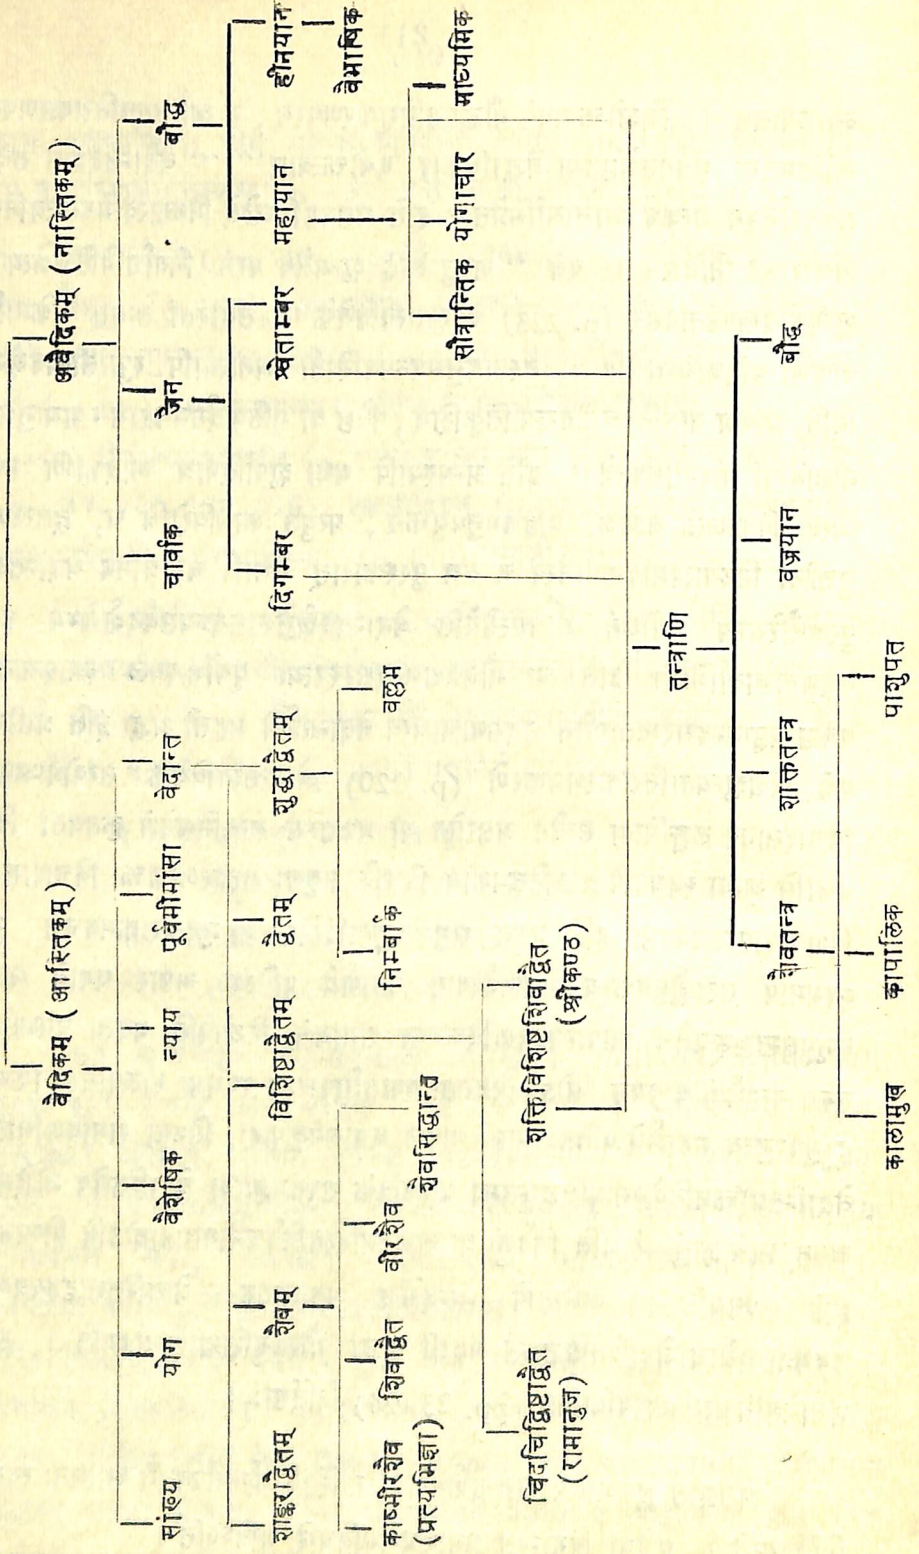 वैदिकम् ( आस्तिकम् ) अवैदिकम् ( नास्तिकम् )
सांख्य योग वैशेषिक न्याय पूर्वमीमांसा वेदान्त चार्वाक जैन बौद्ध
शाङ्कराद्वैतम् शैवम् विशिष्टाद्वैतम् द्वैतम् शुद्धाद्वैतम् दिगम्बर श्वेताम्बर महायान हीनयान
वैभाषिक
काश्मीरशैव शिवाद्वैत वीरशैव शैवसिद्धान्त निम्बार्क वल्लभ
(प्रत्यभिज्ञा)
सौत्रान्तिक योगाचार माध्यमिक
चिदचिद्विष्टाद्वैत शक्तिविशिष्टशिवाद्वैत
(रामानुज) (श्रीकण्ठ)
तन्त्राणि
शैवतन्त्र शाक्ततन्त्र वज्रयान बौद्ध
कालामुख कापालिक पाशुपत